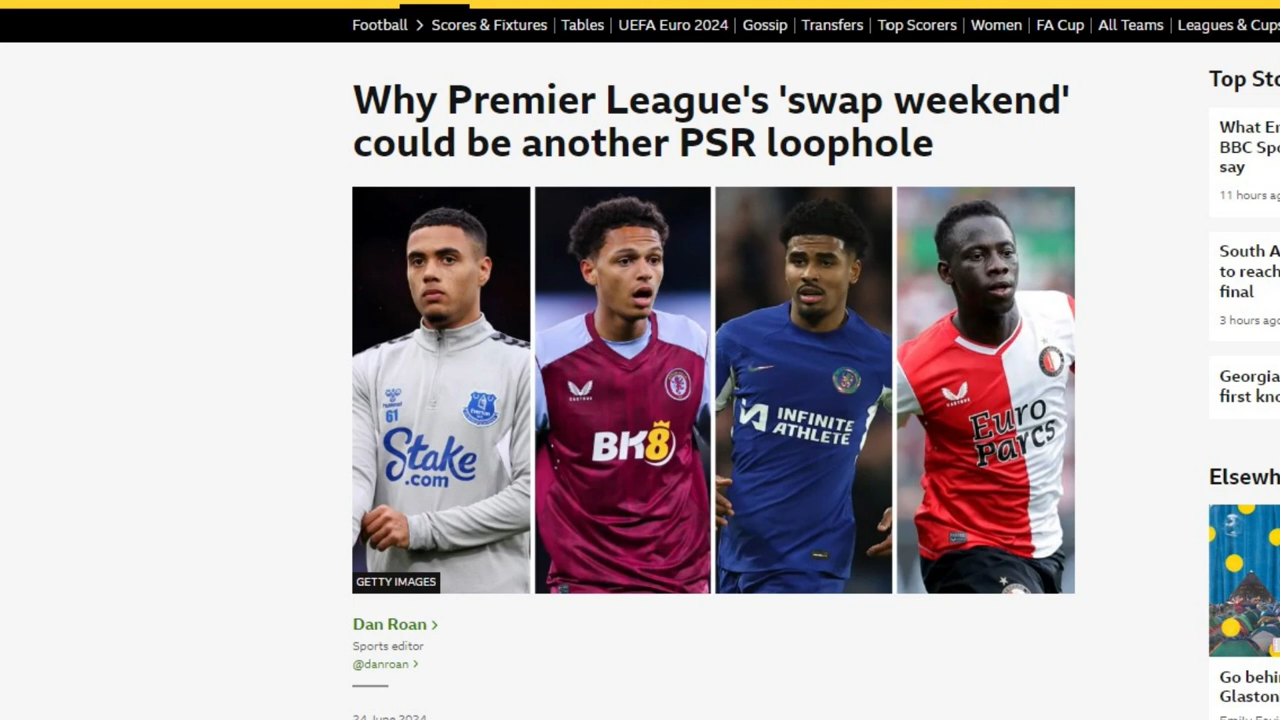 Football > Scores & Fixtures | Tables | UEFA Euro 2024 | Gossip | Transfers | Top Scorers | Women | FA Cup | All Teams | Leagues & Cups
Why Premier League's 'swap weekend'
could be another PSR loophole
61
Stake
.com
BK8
INFINITE
ATHLETE
Euro
Parcs
GETTY IMAGES
Dan Roan >
Sports editor
@danroan >
24 June 2024
Top Sto
What En
BBC Spo
say
11 hours ag
South A
to reach
final
3 hours ago
Georgia
first kno
Elsewh
Go behi
Glaston